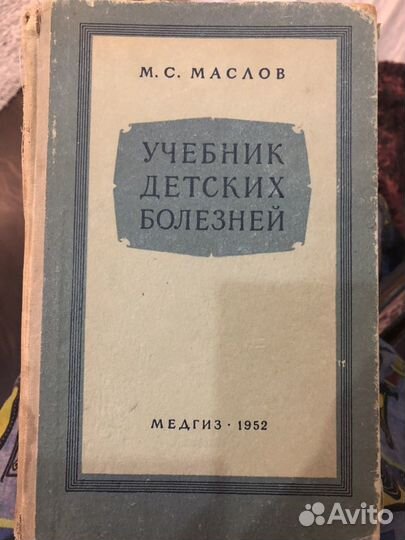 М. С. МАСЛОВ
УЧЕБНИК
ДЕТСКИХ
БОЛЕЗНЕЙ
МЕДГИЗ · 1952
Avito